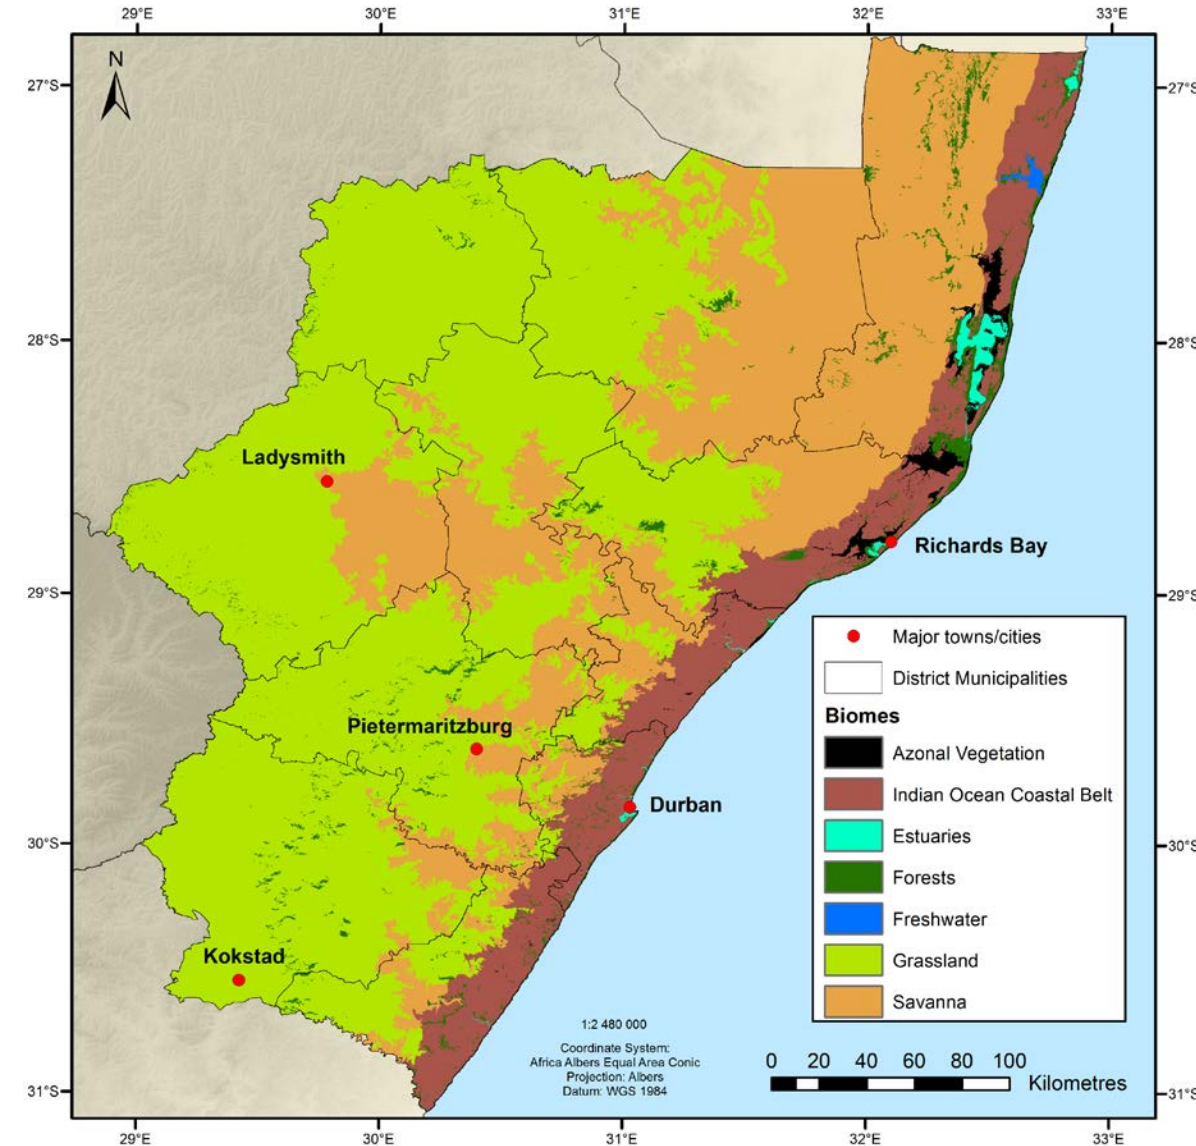 29°E 30°E 31°E 32°E 33°E
N
27°S 27°S
28°S 28°S
Ladysmith
Richards Bay
29°S 29°S
Major towns/cities
District Municipalities
Biomes
Pietermaritzburg
Azonal Vegetation
Indian Ocean Coastal Belt
Durban
Estuaries
30°S 30°S
Forests
Freshwater
Kokstad
Grassland
Savanna
1:2 480 000
Coordinate System:
Africa Albers Equal Area Conic
Projection: Albers
Datum: WGS 1984
0 20 40 60 80 100
Kilometres
31°S 31°S
29°E 30°E 31°E 32°E 33°E